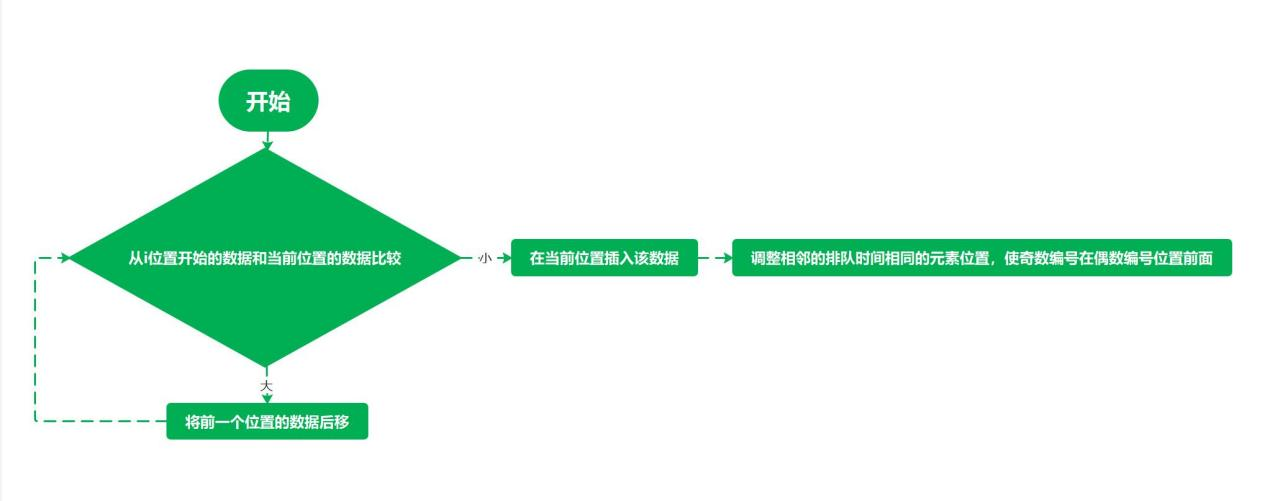 开始
从i位置开始的数据和当前位置的数据比较
小
在当前位置插入该数据
调整相邻的排队时间相同的元素位置，使奇数编号在偶数编号位置前面
大
将前一个位置的数据后移